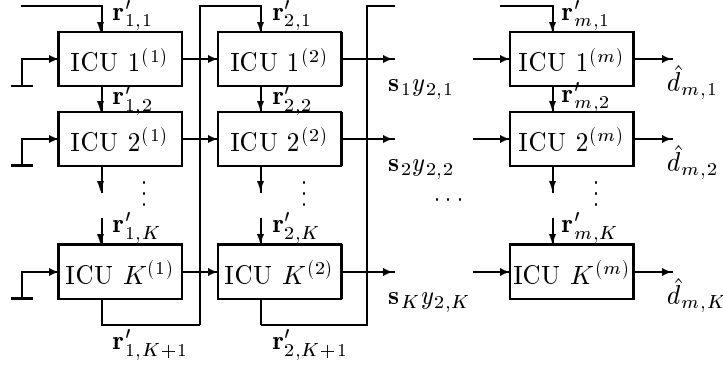 r′1,1 r′2,1 r′m,1
ICU 1(1) ICU 1(2) ICU 1(m)
s1y2,1 d̂m,1
r′1,2 r′2,2 r′m,2
ICU 2(1) ICU 2(2) ICU 2(m)
s2y2,2 d̂m,2
⋮ ⋮ ... ⋮
r′1,K r′2,K r′m,K
ICU K(1) ICU K(2) ICU K(m)
sKy2,K d̂m,K
r′1,K+1 r′2,K+1